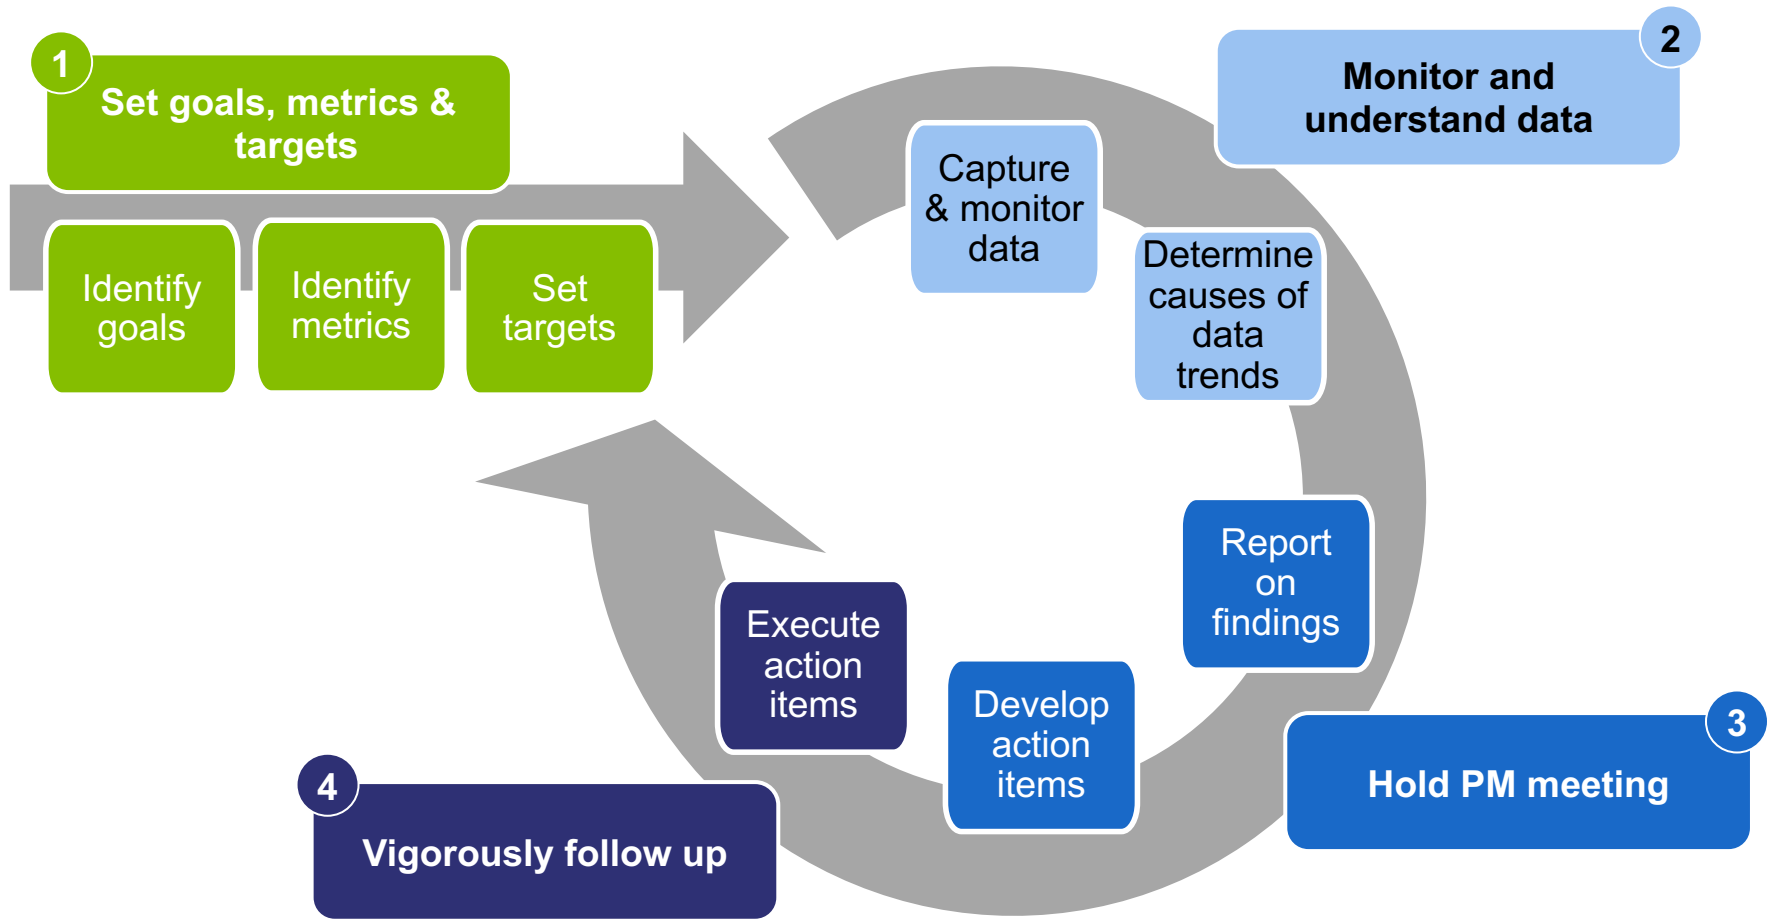 1
Set goals, metrics &
targets
Identify
goals
Identify
metrics
Set
targets
2
Monitor and
understand data
Capture
& monitor
data
Determine
causes of
data
trends
3
Hold PM meeting
Report
on
findings
Develop
action
items
4
Vigorously follow up
Execute
action
items